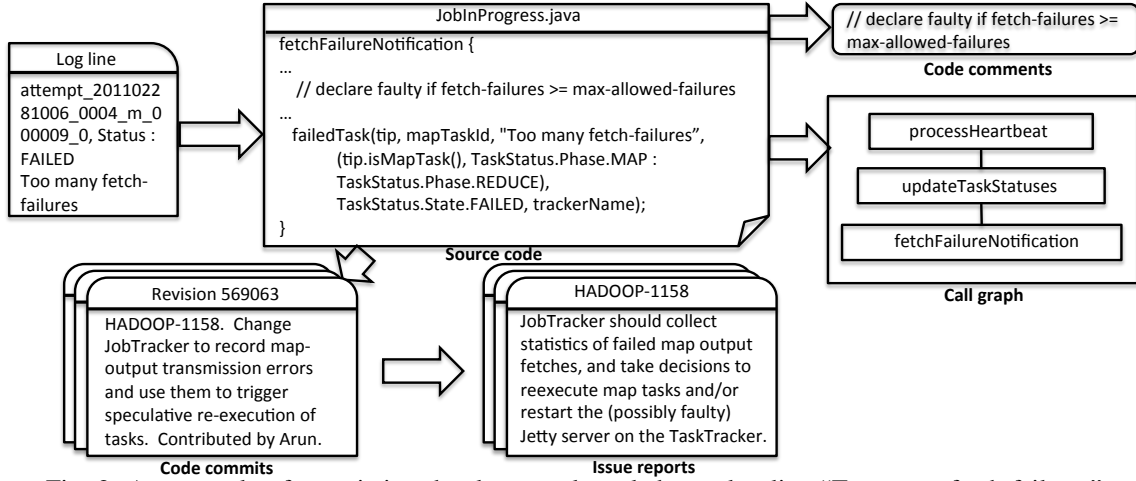 JobInProgress.java
fetchFailureNotification {
...
// declare faulty if fetch-failures >= max-allowed-failures
...
failedTask(tip, mapTaskId, "Too many fetch-failures”,
(tip.isMapTask(), TaskStatus.Phase.MAP :
TaskStatus.Phase.REDUCE),
TaskStatus.State.FAILED, trackerName);
}
Source code
Log line
attempt_2011022
81006_0004_m_0
00009_0, Status :
FAILED
Too many fetch-
failures
// declare faulty if fetch-failures >=
max-allowed-failures
Code comments
processHeartbeat
updateTaskStatuses
fetchFailureNotification
Call graph
Revision 569063
HADOOP-1158. Change
JobTracker to record map-
output transmission errors
and use them to trigger
speculative re-execution of
tasks. Contributed by Arun.
Code commits
HADOOP-1158
JobTracker should collect
statistics of failed map output
fetches, and take decisions to
reexecute map tasks and/or
restart the (possibly faulty)
Jetty server on the TaskTracker.
Issue reports